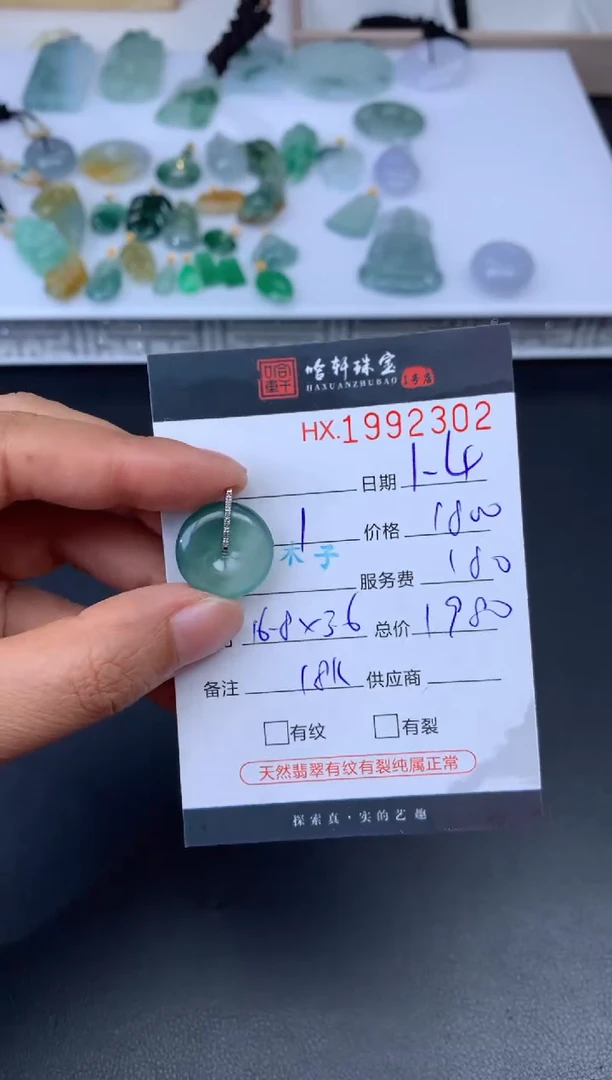 哈轩珠宝
HAXUANZHUBAO 1号店
HX.1992302
日期 1-4
1 价格 1800
木子
服务费 180
16.8×3.6 总价 1980
备注 18K 供应商
有纹 有裂
天然翡翠有纹有裂纯属正常
探索真·实的艺趣